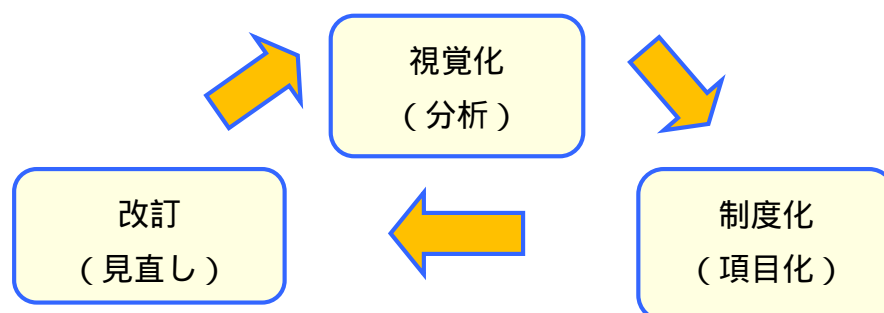 視覚化
（分析）
改訂
（見直し）
制度化
（項目化）